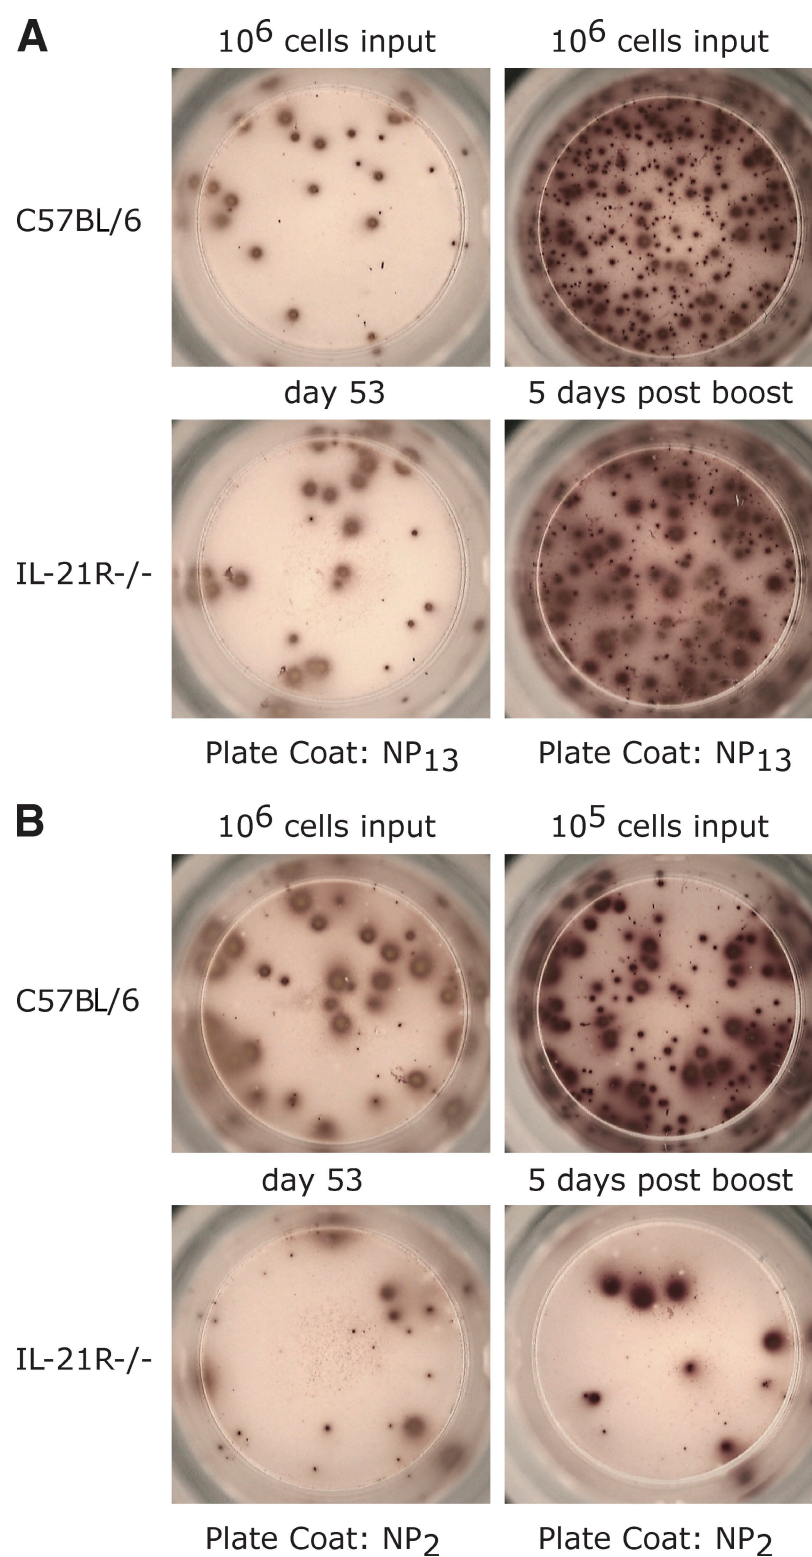 A
10⁶ cells input 10⁶ cells input
C57BL/6
day 53 5 days post boost
IL-21R-/-
Plate Coat: NP₁₃ Plate Coat: NP₁₃
B
10⁶ cells input 10⁵ cells input
C57BL/6
day 53 5 days post boost
IL-21R-/-
Plate Coat: NP₂ Plate Coat: NP₂